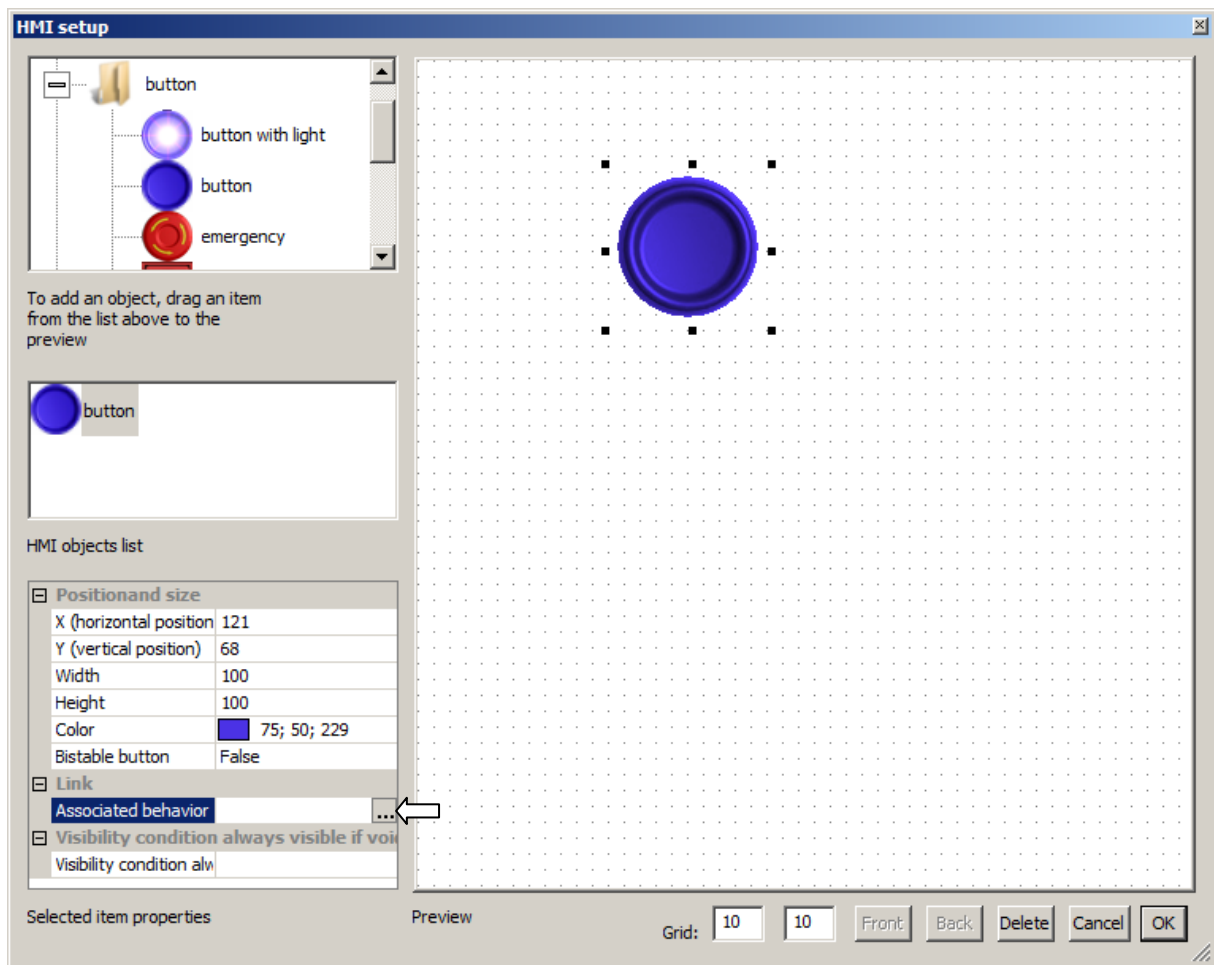 HMI setup
button
button with light
button
emergency
To add an object, drag an item
from the list above to the
preview
button
HMI objects list
Positionand size
X (horizontal position 121
Y (vertical position) 68
Width 100
Height 100
Color 75; 50; 229
Bistable button False
Link
Associated behavior ...
Visibility condition always visible if voi
Visibility condition alw
Selected item properties
Preview
Grid: 10 10 Front Back Delete Cancel OK